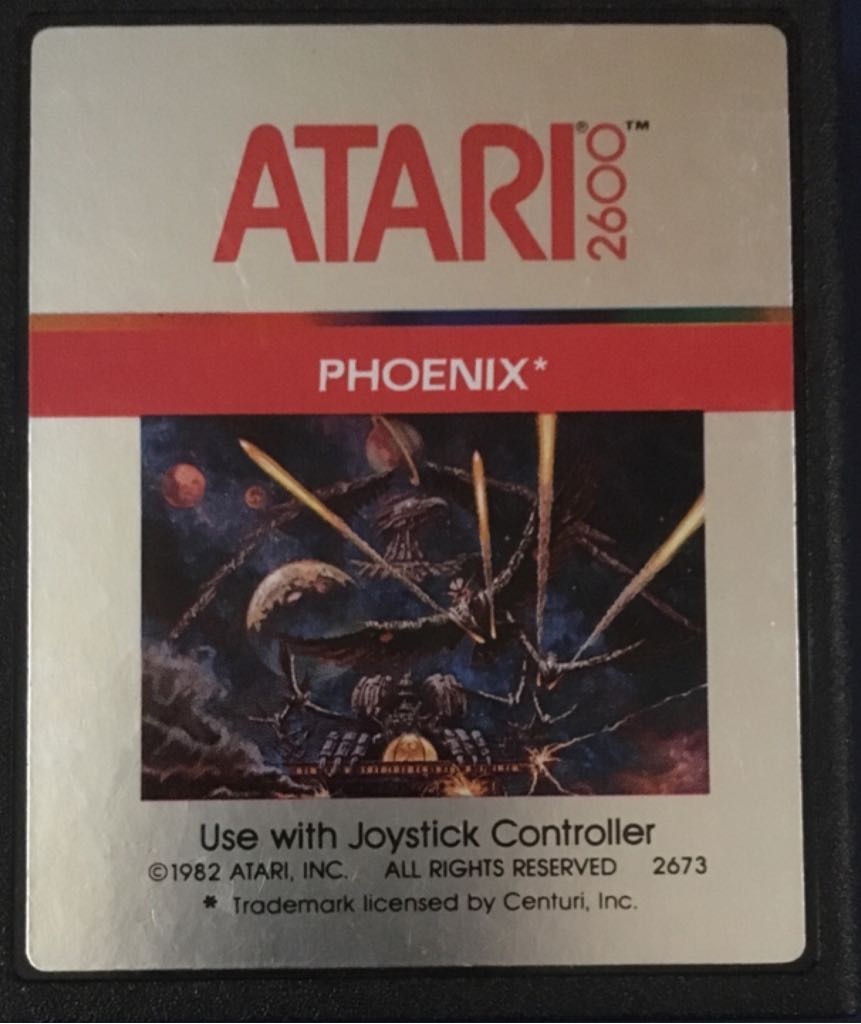 ATARI® 2600™
PHOENIX*
Use with Joystick Controller
©1982 ATARI, INC. ALL RIGHTS RESERVED 2673
* Trademark licensed by Centuri, Inc.